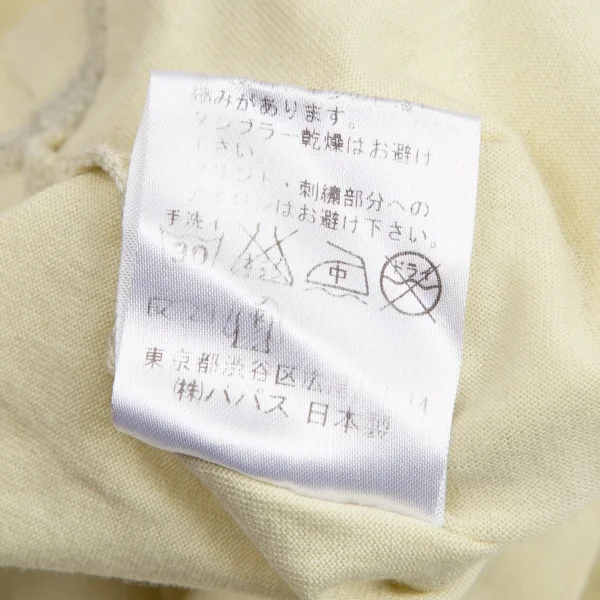 縮みがあります。
タンブラー乾燥はお避け
下さい。
プリント・刺繍部分への
アイロンはお避け下さい。
手洗イ
30 中 ドライ
東京都渋谷区広尾
(株)パパス 日本製